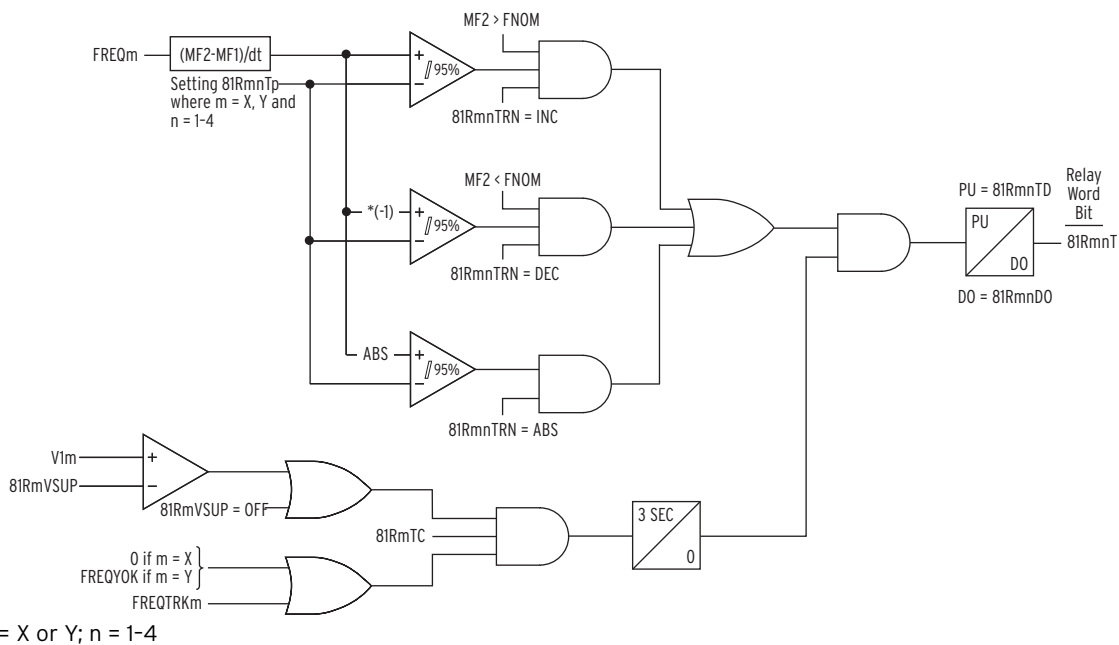 MF2 > FNOM
FREQm
(MF2-MF1)/dt
+
95%
−
Setting 81RmnTp
where m = X, Y and
n = 1-4
81RmnTRN = INC
MF2 < FNOM
*(-1)
+
95%
−
81RmnTRN = DEC
PU = 81RmnTD
Relay
Word
Bit
PU
DO
81RmnT
DO = 81RmnDO
ABS
+
95%
−
81RmnTRN = ABS
V1m
+
81RmVSUP
−
81RmVSUP = OFF
81RmTC
3 SEC
0
0 if m = X
FREQYOK if m = Y
FREQTRKm
= X or Y; n = 1-4